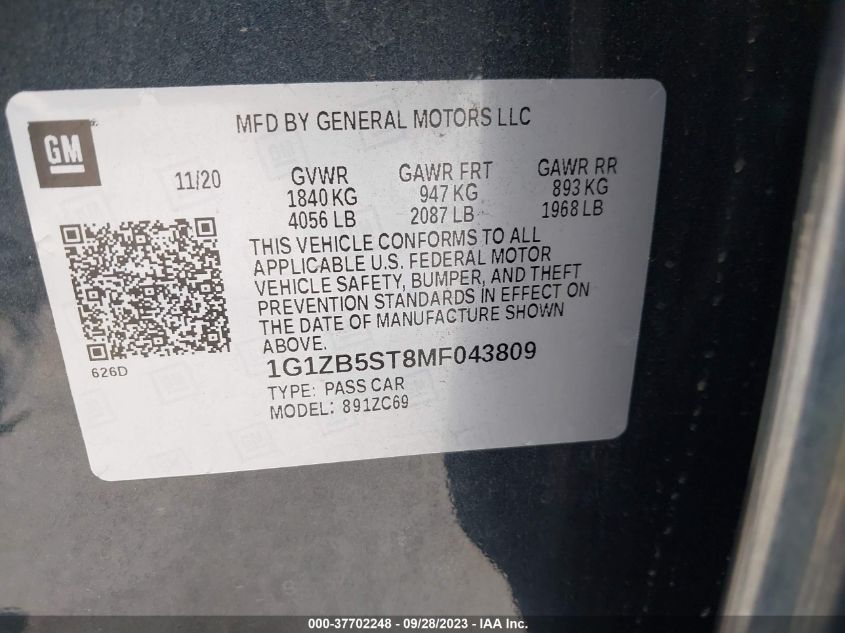 MFD BY GENERAL MOTORS LLC
GM
11/20
GVWR
1840 KG
4056 LB
GAWR FRT
947 KG
2087 LB
GAWR RR
893 KG
1968 LB
THIS VEHICLE CONFORMS TO ALL
APPLICABLE U.S. FEDERAL MOTOR
VEHICLE SAFETY, BUMPER, AND THEFT
PREVENTION STANDARDS IN EFFECT ON
THE DATE OF MANUFACTURE SHOWN
ABOVE.
626D
1G1ZB5ST8MF043809
TYPE: PASS CAR
MODEL: 891ZC69
000-37702248 - 09/28/2023 - IAA Inc.